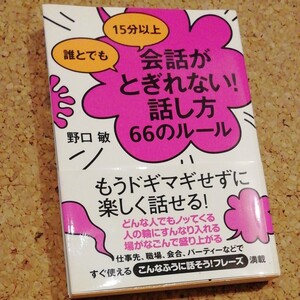 誰とでも
15分以上
会話が
とぎれない!
話し方
66のルール
野口 敏
もうドギマギせずに
楽しく話せる!
どんな人でもノッてくる
人の輪にすんなり入れる
場がなごんで盛り上がる
仕事先、職場、会合、パーティーなどで
すぐ使える こんなふうに話そう!フレーズ 満載